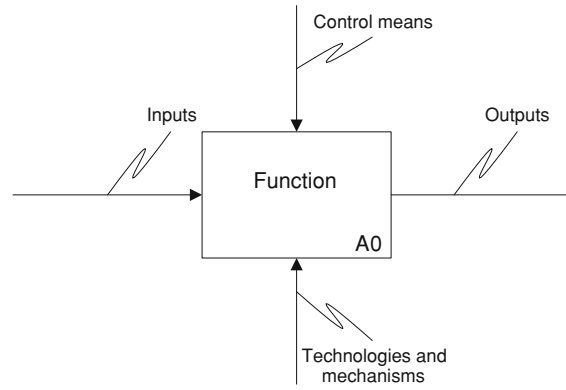 Control means
Inputs
Outputs
Function
A0
Technologies and
mechanisms